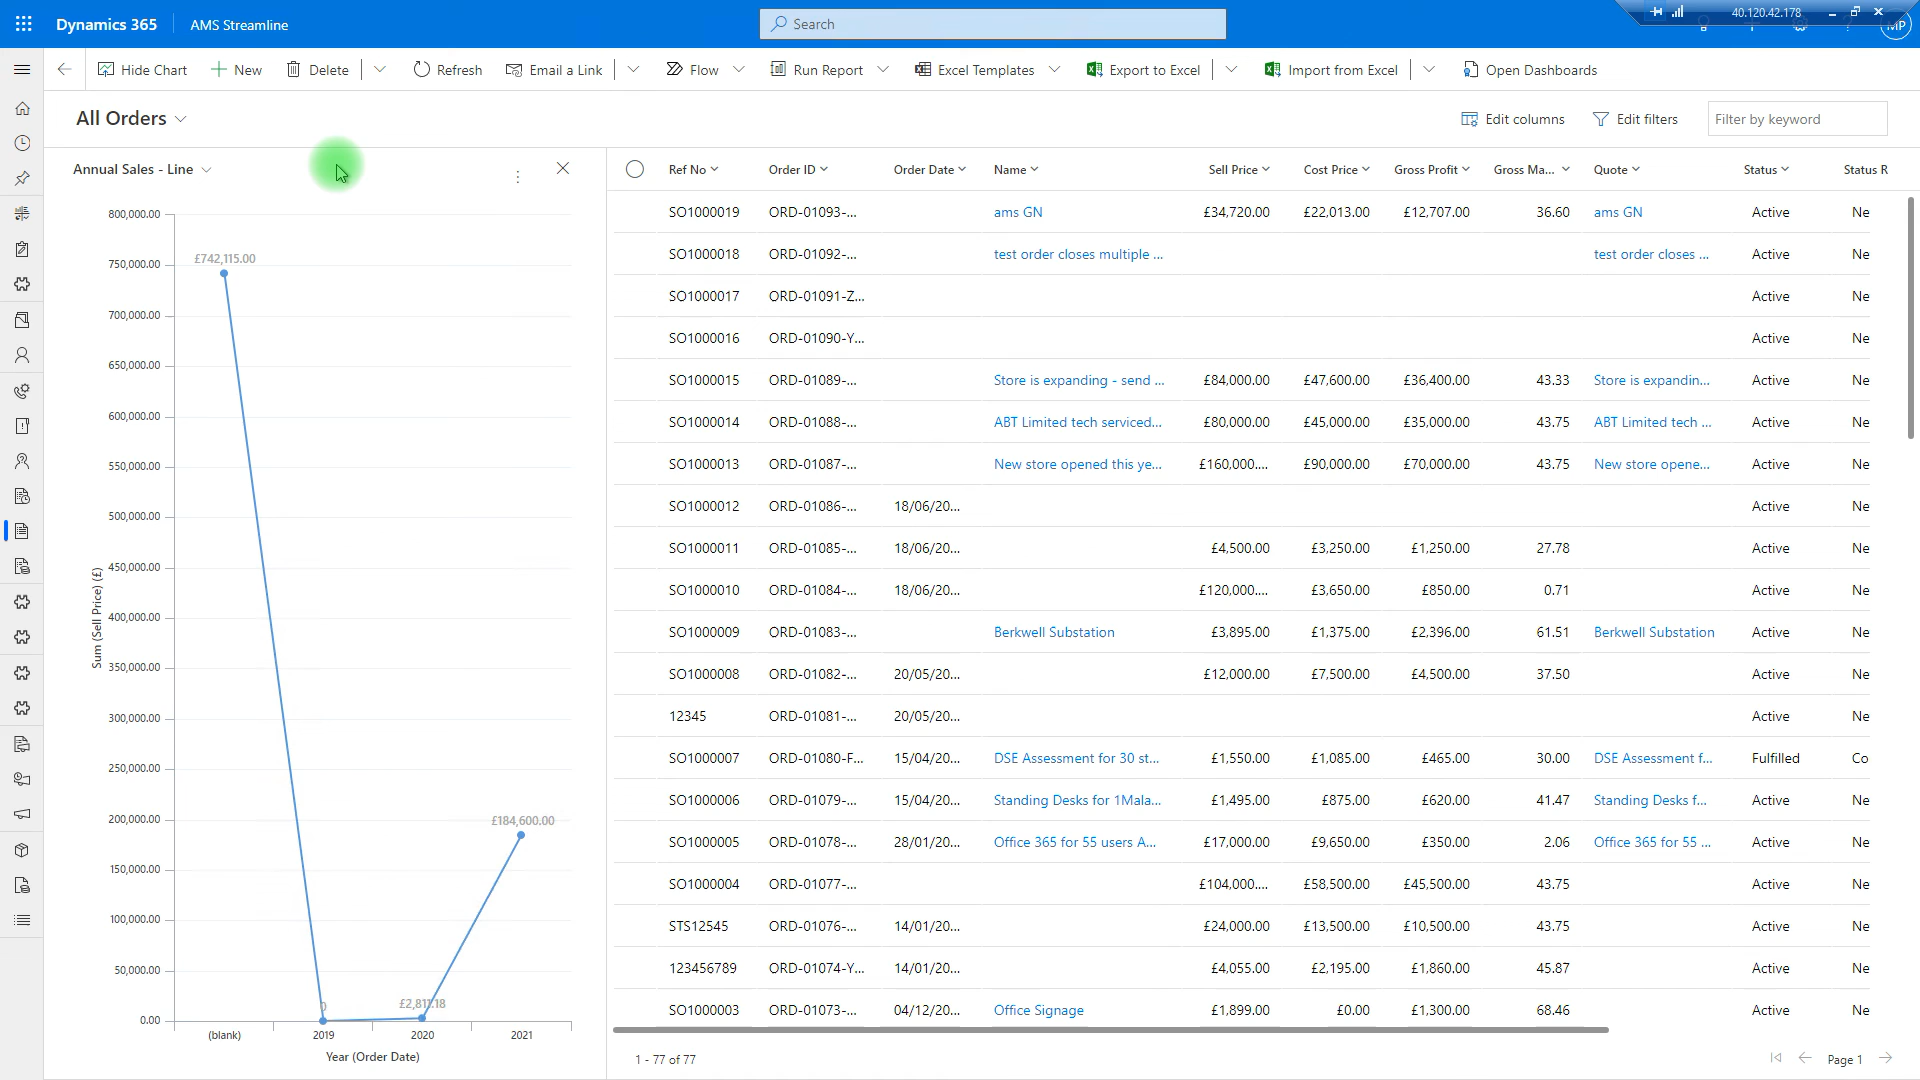 Dynamics 365 AMS Streamline Search 40.120.42.178
Hide Chart New Delete Refresh Email a Link Flow Run Report Excel Templates Export to Excel Import from Excel Open Dashboards
All Orders Edit columns Edit filters Filter by keyword
Annual Sales - Line
Ref No Order ID Order Date Name Sell Price Cost Price Gross Profit Gross Ma... Quote Status Status R
SO1000019 ORD-01093-... ams GN £34,720.00 £22,013.00 £12,707.00 36.60 ams GN Active Ne
SO1000018 ORD-01092-... test order closes multiple ... test order closes ... Active Ne
SO1000017 ORD-01091-Z... Active Ne
SO1000016 ORD-01090-Y... Active Ne
SO1000015 ORD-01089-... Store is expanding - send ... £84,000.00 £47,600.00 £36,400.00 43.33 Store is expandin... Active Ne
SO1000014 ORD-01088-... ABT Limited tech serviced... £80,000.00 £45,000.00 £35,000.00 43.75 ABT Limited tech ... Active Ne
SO1000013 ORD-01087-... New store opened this ye... £160,000.... £90,000.00 £70,000.00 43.75 New store opene... Active Ne
SO1000012 ORD-01086-... 18/06/20... Active Ne
SO1000011 ORD-01085-... 18/06/20... £4,500.00 £3,250.00 £1,250.00 27.78 Active Ne
SO1000010 ORD-01084-... 18/06/20... £120,000.... £3,650.00 £850.00 0.71 Active Ne
SO1000009 ORD-01083-... Berkwell Substation £3,895.00 £1,375.00 £2,396.00 61.51 Berkwell Substation Active Ne
SO1000008 ORD-01082-... 20/05/20... £12,000.00 £7,500.00 £4,500.00 37.50 Active Ne
12345 ORD-01081-... 20/05/20... Active Ne
SO1000007 ORD-01080-F... 15/04/20... DSE Assessment for 30 st... £1,550.00 £1,085.00 £465.00 30.00 DSE Assessment f... Fulfilled Co
SO1000006 ORD-01079-... 15/04/20... Standing Desks for 1Mala... £1,495.00 £875.00 £620.00 41.47 Standing Desks f... Active Ne
SO1000005 ORD-01078-... 28/01/20... Office 365 for 55 users A... £17,000.00 £9,650.00 £350.00 2.06 Office 365 for 55 ... Active Ne
SO1000004 ORD-01077-... £104,000.... £58,500.00 £45,500.00 43.75 Active Ne
STS12545 ORD-01076-... 14/01/20... £24,000.00 £13,500.00 £10,500.00 43.75 Active Ne
123456789 ORD-01074-Y... 14/01/20... £4,055.00 £2,195.00 £1,860.00 45.87 Active Ne
SO1000003 ORD-01073-... 04/12/20... Office Signage £1,899.00 £0.00 £1,300.00 68.46 Active Ne
1 - 77 of 77 Page 1
Sum (Sell Price) (£)
800,000.00
750,000.00
700,000.00
650,000.00
600,000.00
550,000.00
500,000.00
450,000.00
400,000.00
350,000.00
300,000.00
250,000.00
200,000.00
150,000.00
100,000.00
50,000.00
0.00
£742,115.00
0
£2,811.18
£184,600.00
(blank) 2019 2020 2021
Year (Order Date)